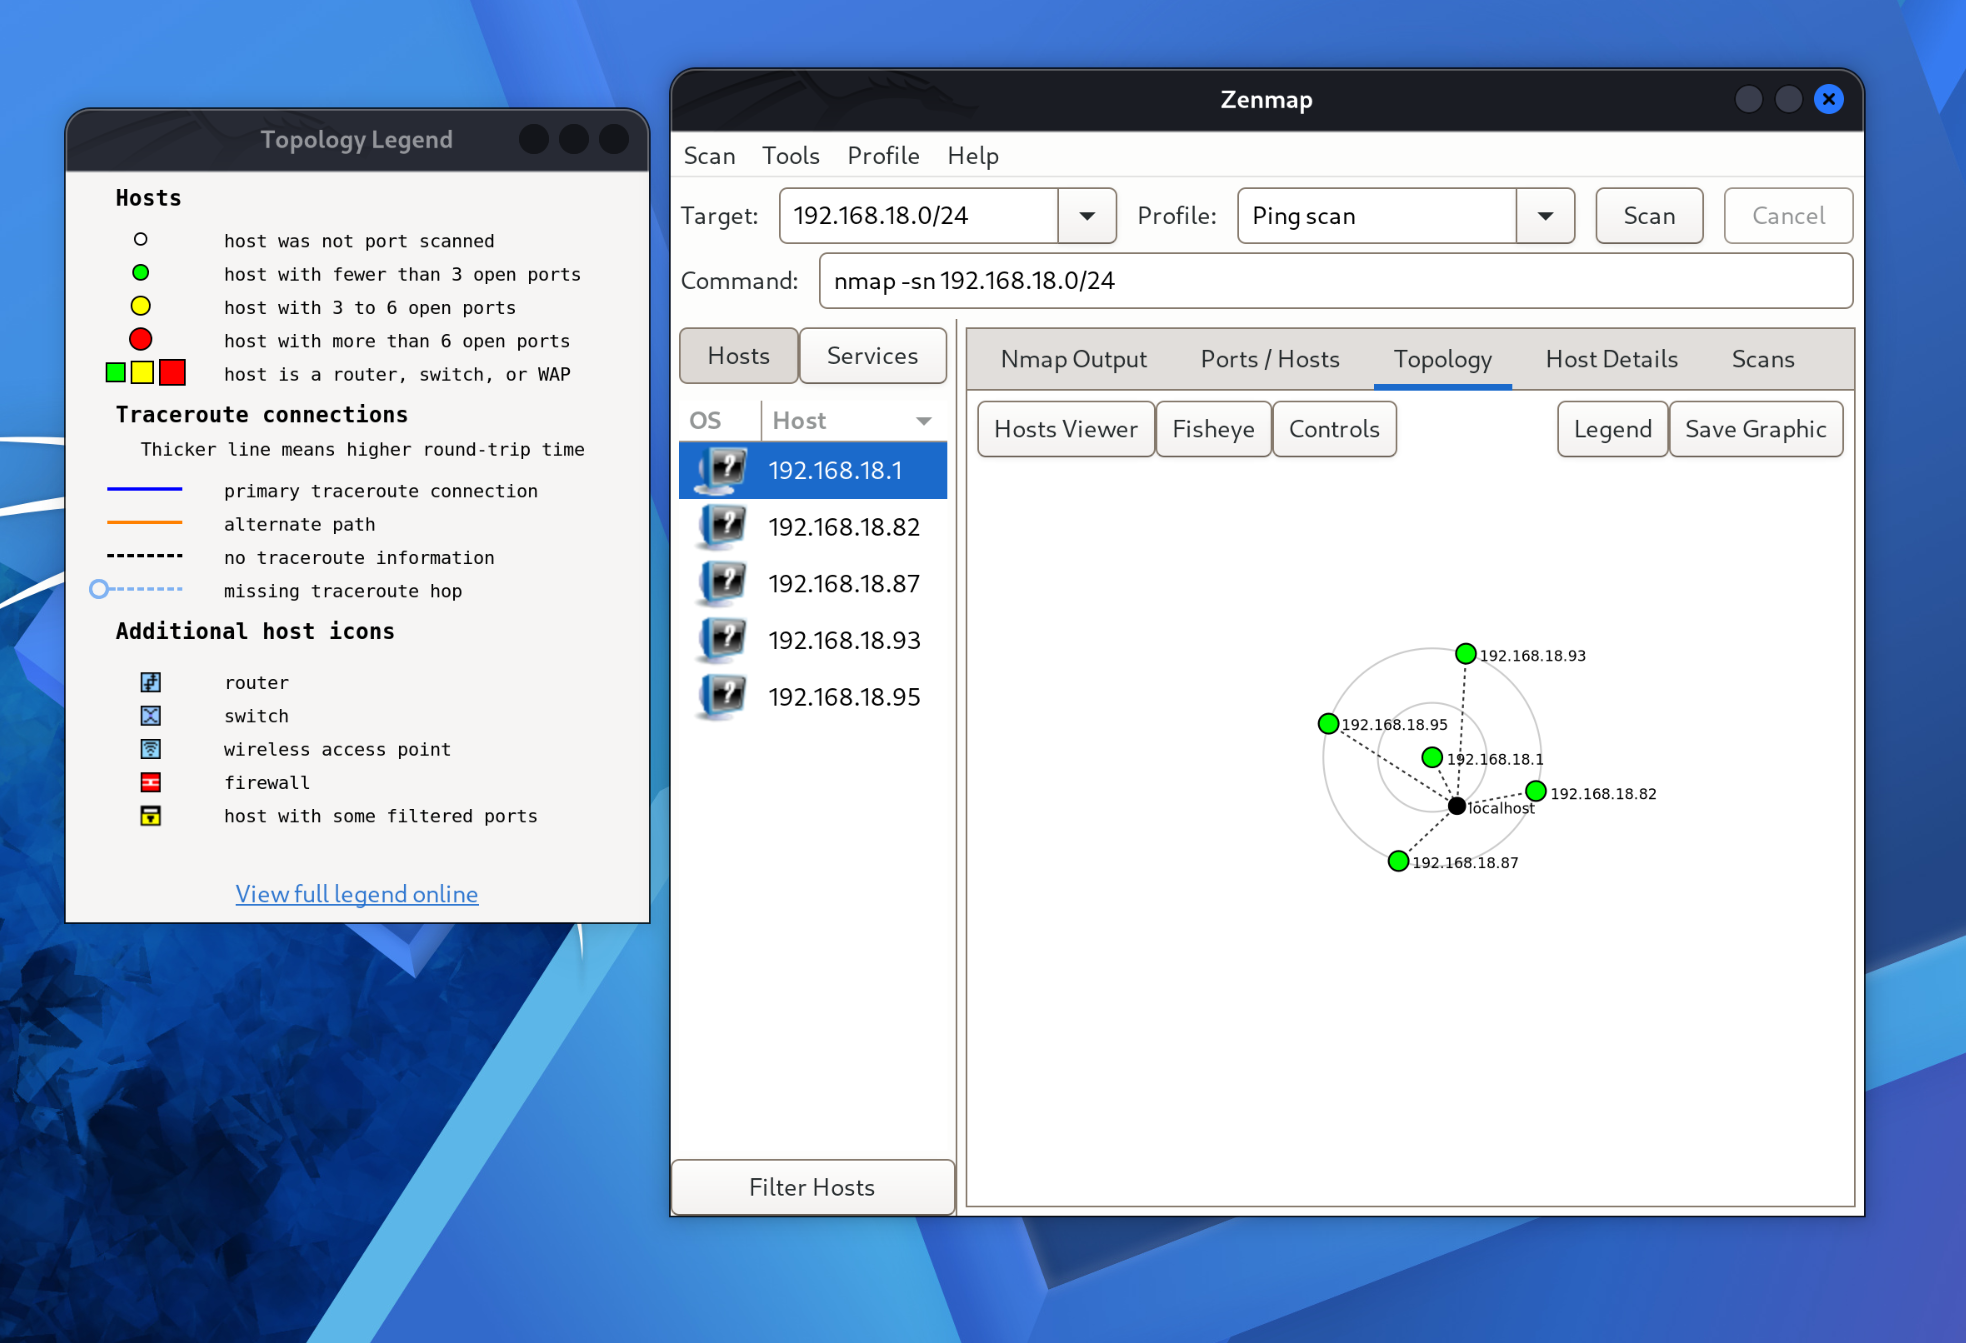 Topology Legend
Hosts
host was not port scanned
host with fewer than 3 open ports
host with 3 to 6 open ports
host with more than 6 open ports
host is a router, switch, or WAP
Traceroute connections
Thicker line means higher round-trip time
primary traceroute connection
alternate path
no traceroute information
missing traceroute hop
Additional host icons
router
switch
wireless access point
firewall
host with some filtered ports
View full legend online
Zenmap
Scan Tools Profile Help
Target: 192.168.18.0/24 Profile: Ping scan Scan Cancel
Command: nmap -sn 192.168.18.0/24
Hosts Services
OS Host
192.168.18.1
192.168.18.82
192.168.18.87
192.168.18.93
192.168.18.95
Filter Hosts
Nmap Output Ports / Hosts Topology Host Details Scans
Hosts Viewer Fisheye Controls Legend Save Graphic
192.168.18.93
192.168.18.95
192.168.18.1
192.168.18.82
localhost
192.168.18.87